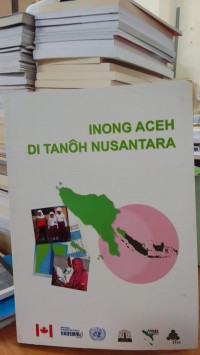 INONG ACEH
DI TANÔH NUSANTARA